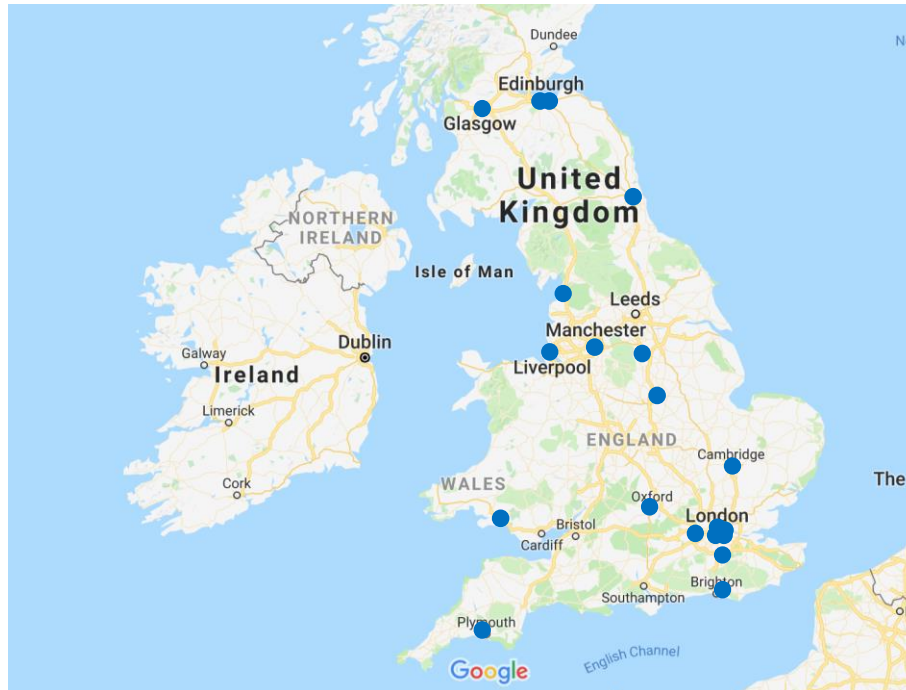 Dundee
N
Edinburgh
Glasgow
United
Kingdom
NORTHERN
IRELAND
Isle of Man
Leeds
Manchester
Dublin
Galway
Ireland
Liverpool
Limerick
ENGLAND
Cambridge
Cork
WALES
The
Oxford
London
Bristol
Cardiff
Brighton
Southampton
Plymouth
English Channel
Google